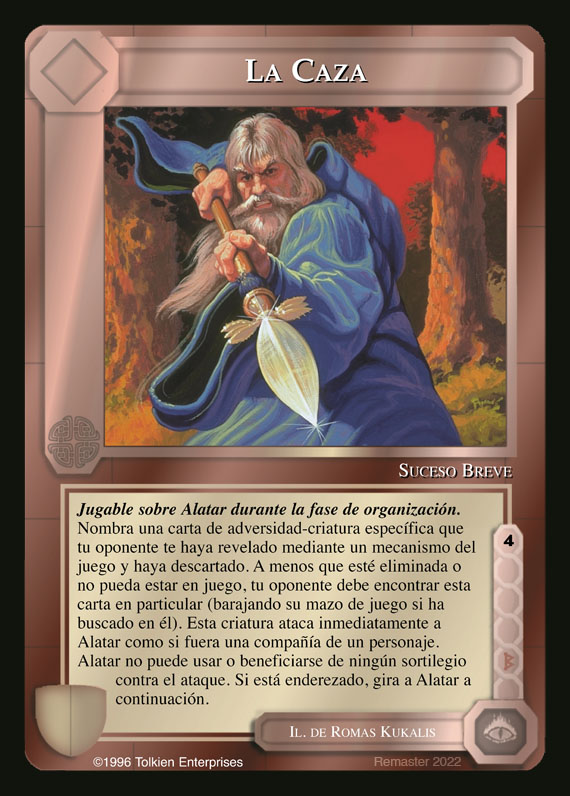 La Caza
Suceso Breve
Jugable sobre Alatar durante la fase de organización.
Nombra una carta de adversidad-criatura específica que
tu oponente te haya revelado mediante un mecanismo del
juego y haya descartado. A menos que esté eliminada o
no pueda estar en juego, tu oponente debe encontrar esta
carta en particular (barajando su mazo de juego si ha
buscado en él). Esta criatura ataca inmediatamente a
Alatar como si fuera una compañía de un personaje.
Alatar no puede usar o beneficiarse de ningún sortilegio
contra el ataque. Si está enderezado, gira a Alatar a
continuación.
4
Il. de Romas Kukalis
©1996 Tolkien Enterprises
Remaster 2022